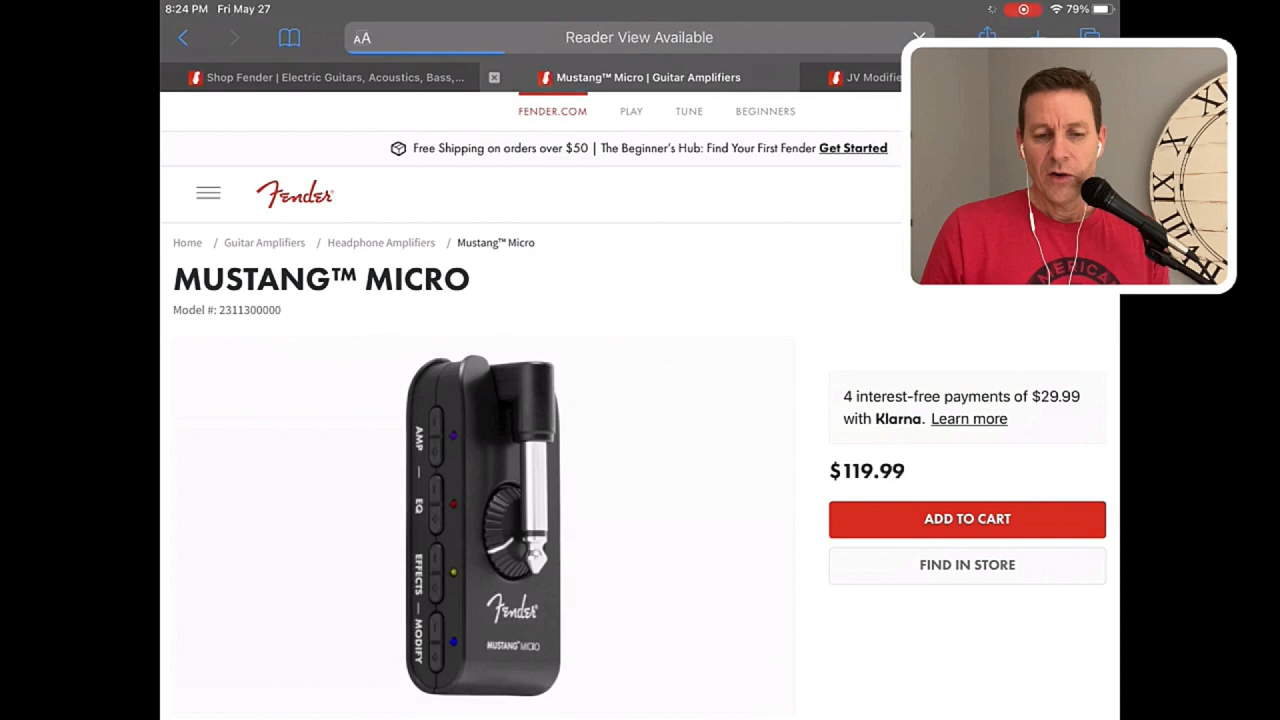 8:24 PM Fri May 27
79%
AA
Reader View Available
Shop Fender | Electric Guitars, Acoustics, Bass,...
Mustang™ Micro | Guitar Amplifiers
JV Modifie
FENDER.COM PLAY TUNE BEGINNERS
Free Shipping on orders over $50 | The Beginner's Hub: Find Your First Fender Get Started
Fender
Home / Guitar Amplifiers / Headphone Amplifiers / Mustang™ Micro
MUSTANG™ MICRO
Model #: 2311300000
AMP
EQ
EFFECTS
MODIFY
Fender
MUSTANG™ MICRO
4 interest-free payments of $29.99
with Klarna. Learn more
$119.99
ADD TO CART
FIND IN STORE
XI
X
IX